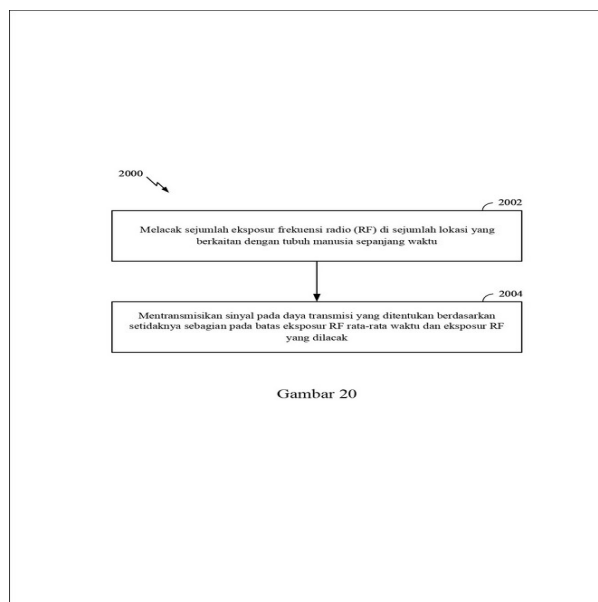 2000
2002
Melacak sejumlah eksposur frekuensi radio (RF) di sejumlah lokasi yang
berkaitan dengan tubuh manusia sepanjang waktu
2004
Mentransmisikan sinyal pada daya transmisi yang ditentukan berdasarkan
setidaknya sebagian pada batas eksposur RF rata-rata waktu dan eksposur RF
yang dilacak
Gambar 20